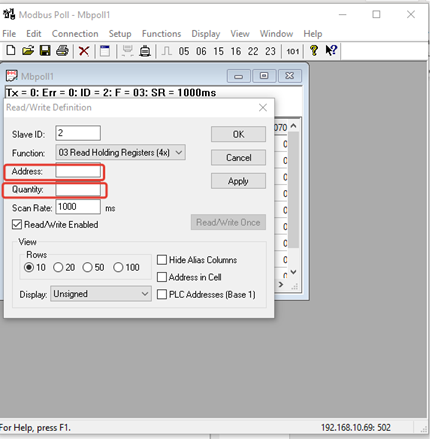 Modbus Poll - Mbpoll1
File Edit Connection Setup Functions Display View Window Help
05 06 15 16 17 22 23 101
Mbpoll1
Tx = 0: Err = 0: ID = 2: F = 03: SR = 1000ms
Read/Write Definition
Slave ID: 2
OK
Function: 03 Read Holding Registers (4x)
Address:
Cancel
Quantity:
Apply
Scan Rate: 1000 ms
Read/Write Enabled
Read/Write Once
View
Rows
10 20 50 100
Hide Alias Columns
Address in Cell
Display: Unsigned
PLC Addresses (Base 1)
For Help, press F1.
192.168.10.69: 502